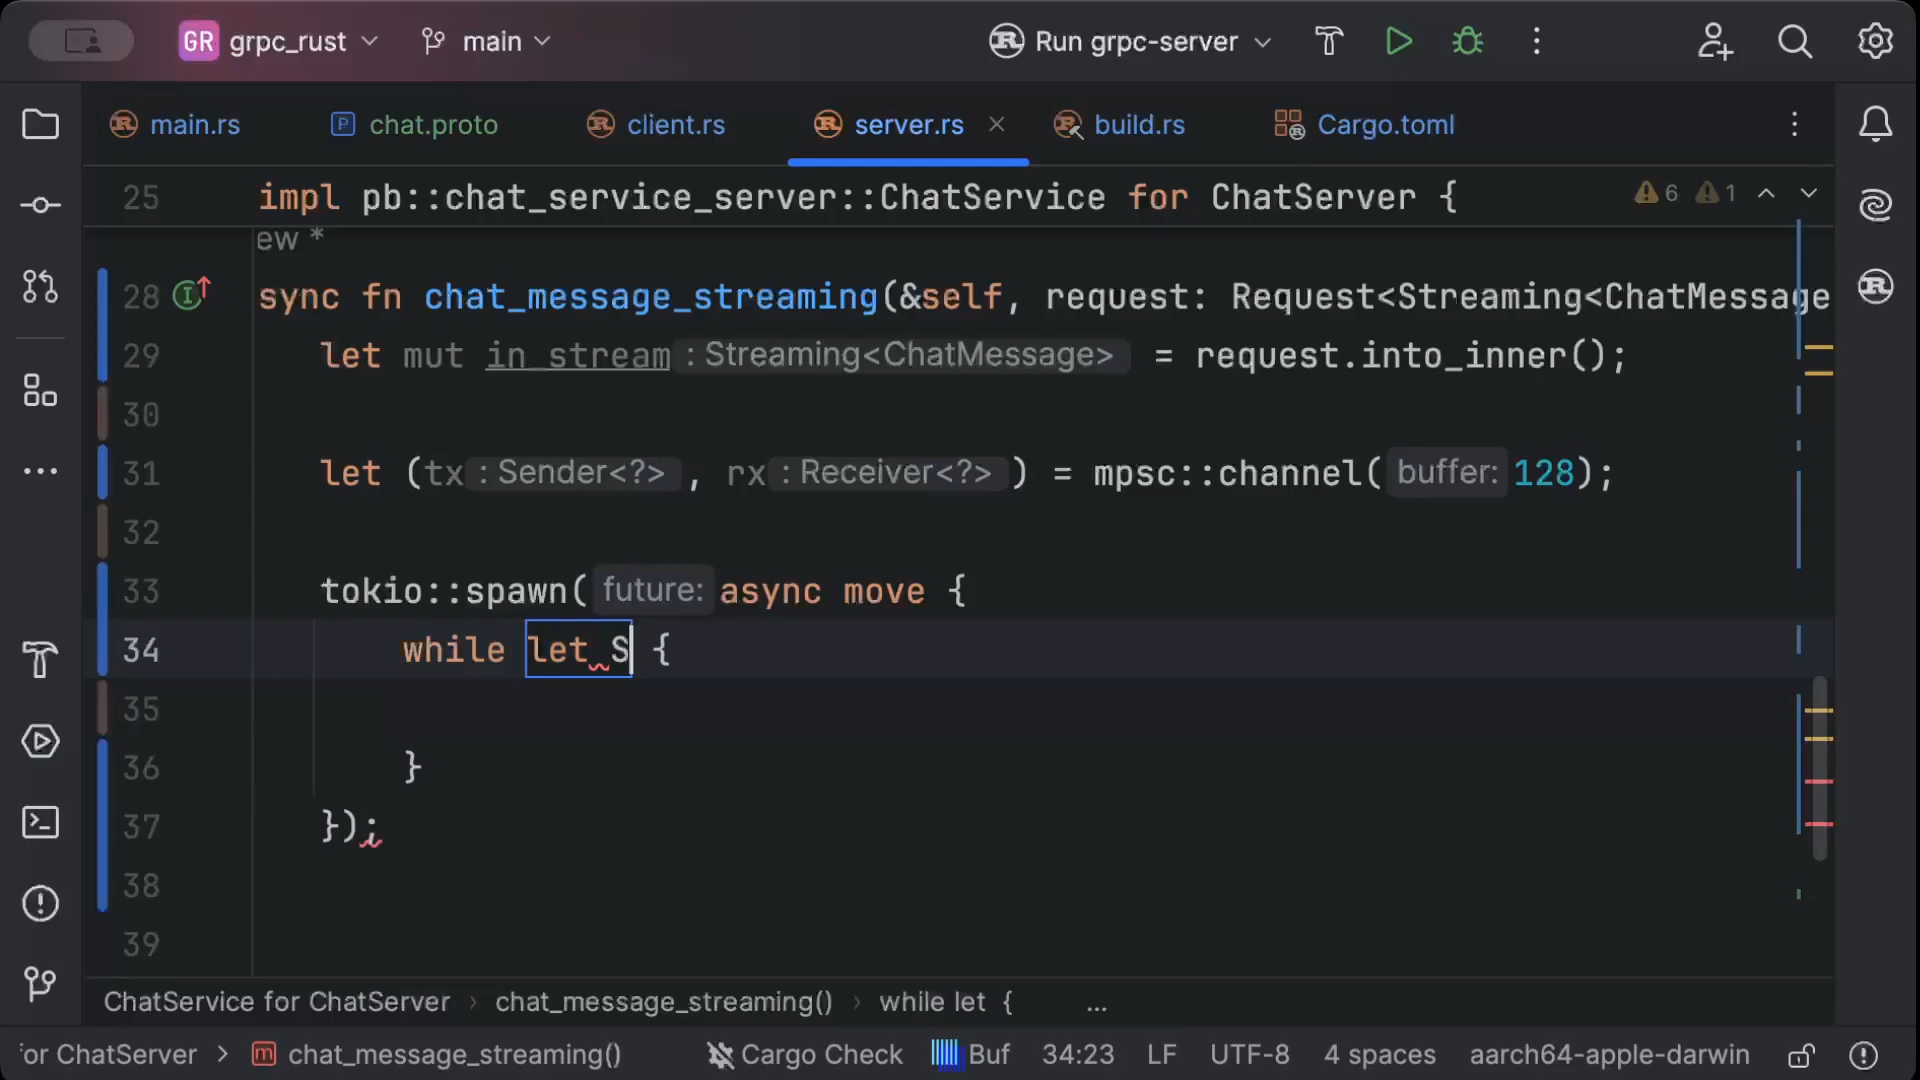 GR grpc_rust main Run grpc-server
main.rs chat.proto client.rs server.rs build.rs Cargo.toml
25 impl pb::chat_service_server::ChatService for ChatServer { 6 1
ew *
28 sync fn chat_message_streaming(&self, request: Request<Streaming<ChatMessage
29 let mut in_stream : Streaming<ChatMessage> = request.into_inner();
30
31 let (tx : Sender<?> , rx : Receiver<?> ) = mpsc::channel( buffer: 128);
32
33 tokio::spawn( future: async move {
34 while let S {
35
36 }
37 });
38
39
ChatService for ChatServer › chat_message_streaming() › while let { ...
or ChatServer > chat_message_streaming() Cargo Check Buf 34:23 LF UTF-8 4 spaces aarch64-apple-darwin